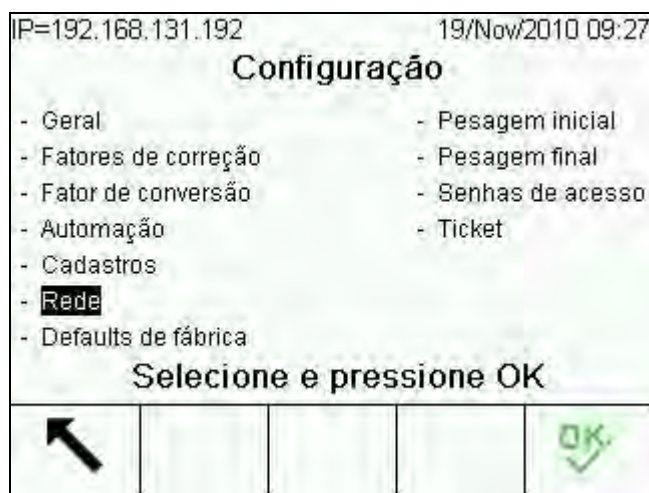 IP=192.168.131.192 19/Nov/2010 09:27
Configuração
- Geral
- Fatores de correção
- Fator de conversão
- Automação
- Cadastros
- Rede
- Defaults de fábrica
- Pesagem inicial
- Pesagem final
- Senhas de acesso
- Ticket
Selecione e pressione OK
OK.